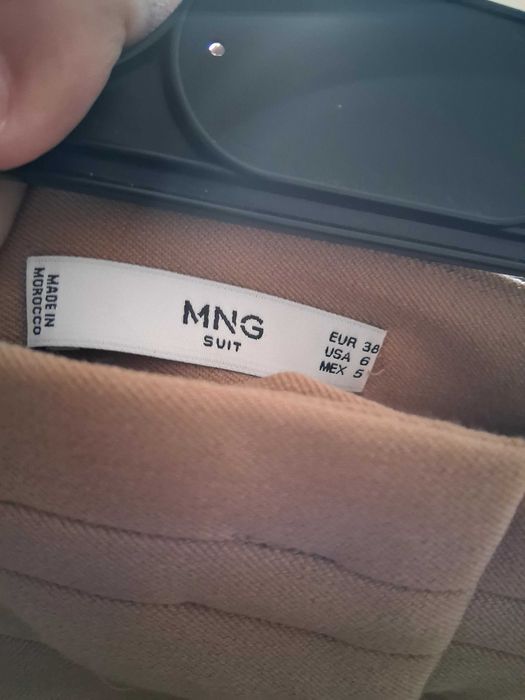 MADE IN
MOROCCO
MNG
SUIT
EUR 38
USA 6
MEX 5